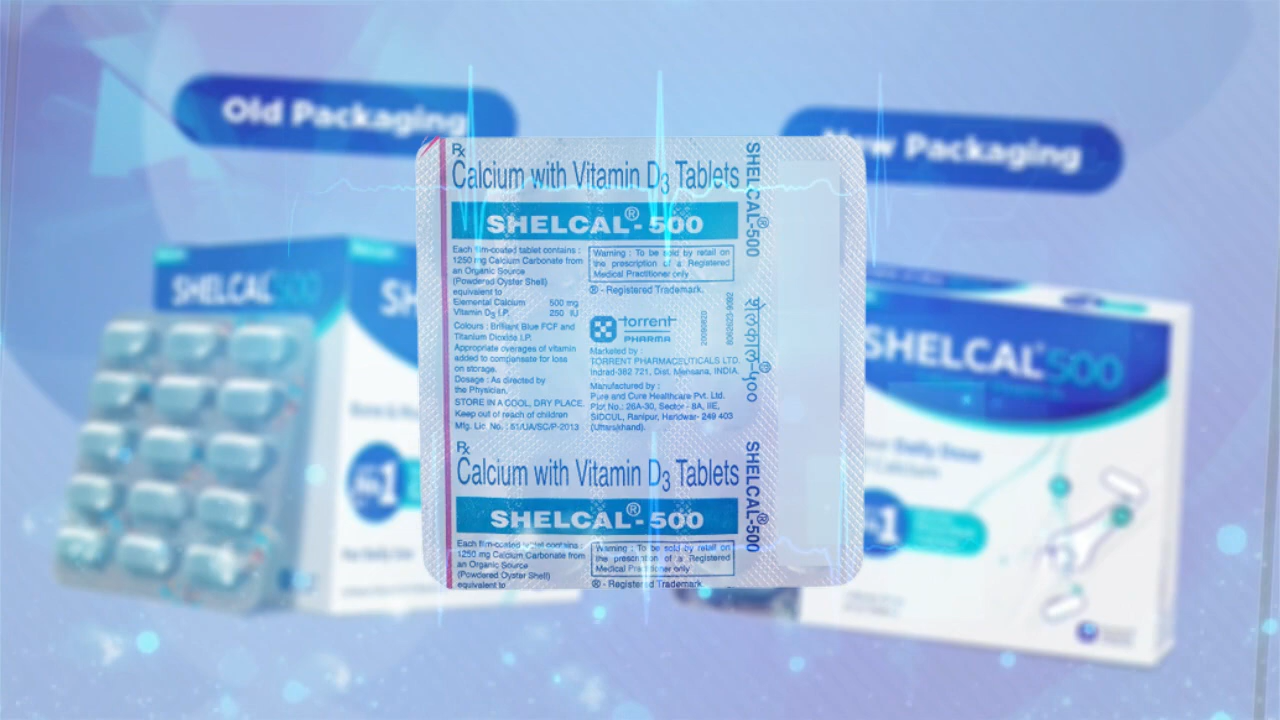 Old Packaging
New Packaging
SHELCAL 500
SHELCAL 500
Rx
Calcium with Vitamin D3 Tablets
SHELCAL®-500
Each film-coated tablet contains :
1250 mg Calcium Carbonate from
an Organic Source
(Powdered Oyster Shell)
equivalent to
Elemental Calcium 500 mg
Vitamin D3 I.P. 250 IU
Colours : Brilliant Blue FCF and
Titanium Dioxide I.P.
Appropriate overages of vitamin
added to compensate for loss
on storage.
Dosage : As directed by
the Physician.
STORE IN A COOL, DRY PLACE.
Keep out of reach of children
Mfg. Lic. No. : 61/UA/SC/P-2013
Warning : To be sold by retail on
the prescription of a Registered
Medical Practitioner only
® - Registered Trademark.
torrent
PHARMA
Marketed by :
TORRENT PHARMACEUTICALS LTD.
Indrad-382 721, Dist. Mehsana, INDIA.
Manufactured by :
Pure and Cure Healthcare Pvt. Ltd.
Plot No.: 26A-30, Sector - 8A, IIE,
SIDCUL, Ranipur, Haridwar- 249 403
(Uttarakhand).
SHELCAL®-500
शेलकाल®-५००
SHELCAL®-500
Rx
Calcium with Vitamin D3 Tablets
SHELCAL®-500
Each film-coated tablet contains :
1250 mg Calcium Carbonate from
an Organic Source
(Powdered Oyster Shell)
equivalent to
Warning : To be sold by retail on
the prescription of a Registered
Medical Practitioner only
® - Registered Trademark.
Daily Dose